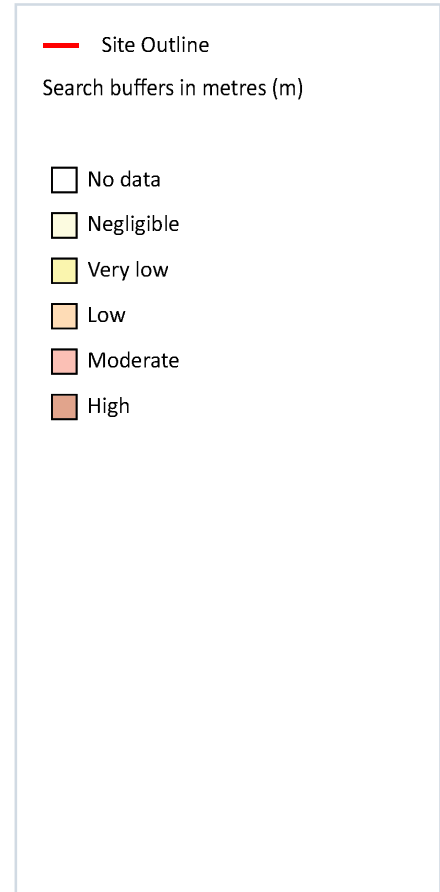 Site Outline
Search buffers in metres (m)
No data
Negligible
Very low
Low
Moderate
High